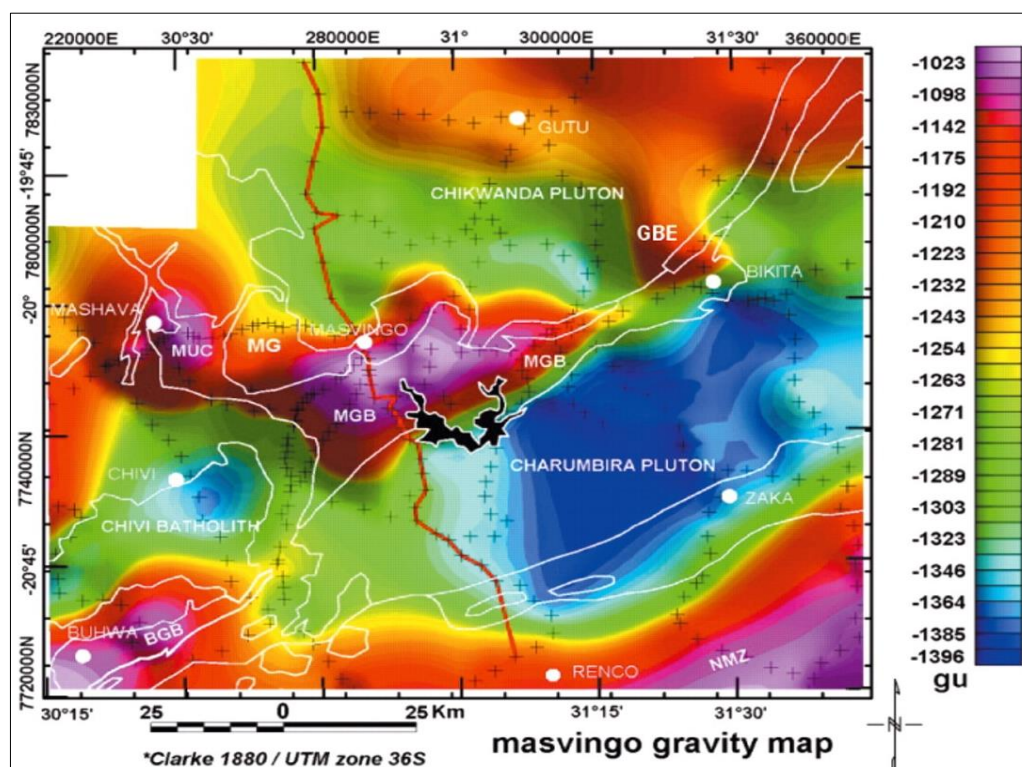 220000E 30°30' 280000E 31° 300000E 31°30' 360000E
7830000N
-19°45'
7800000N
-20°
7740000N
-20°45'
7720000N
GUTU
CHIKWANDA PLUTON
GBE
BIKITA
MASHAVA
MASVINGO
MUC
MG
MGB
MGB
CHARUMBIRA PLUTON
CHIVI
ZAKA
CHIVI BATHOLITH
BUHWA
BGB
NMZ
RENCO
30°15' 25 0 25 Km 31°15' 31°30'
*Clarke 1880 / UTM zone 36S
masvingo gravity map
N
-1023
-1098
-1142
-1175
-1192
-1210
-1223
-1232
-1246
-1254
-1263
-1271
-1281
-1289
-1303
-1323
-1346
-1364
-1385
-1396
gu